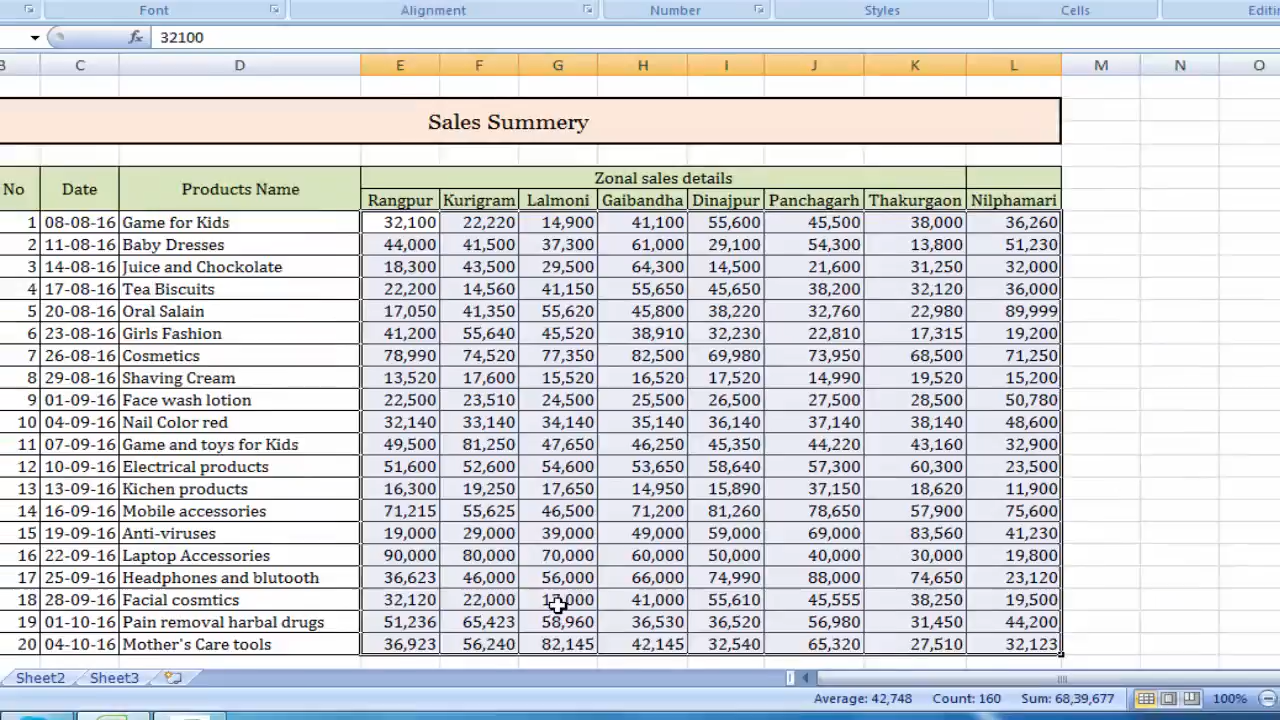 Font Alignment Number Styles Cells
32100
C D E F G H I J K L M N O
Sales Summery
No Date Products Name Zonal sales details
Rangpur Kurigram Lalmoni Gaibandha Dinajpur Panchagarh Thakurgaon Nilphamari
1 08-08-16 Game for Kids 32,100 22,220 14,900 41,100 55,600 45,500 38,000 36,260
2 11-08-16 Baby Dresses 44,000 41,500 37,300 61,000 29,100 54,300 13,800 51,230
3 14-08-16 Juice and Chockolate 18,300 43,500 29,500 64,300 14,500 21,600 31,250 32,000
4 17-08-16 Tea Biscuits 22,200 14,560 41,150 55,650 45,650 38,200 32,120 36,000
5 20-08-16 Oral Salain 17,050 41,350 55,620 45,800 38,220 32,760 22,980 89,999
6 23-08-16 Girls Fashion 41,200 55,640 45,520 38,910 32,230 22,810 17,315 19,200
7 26-08-16 Cosmetics 78,990 74,520 77,350 82,500 69,980 73,950 68,500 71,250
8 29-08-16 Shaving Cream 13,520 17,600 15,520 16,520 17,520 14,990 19,520 15,200
9 01-09-16 Face wash lotion 22,500 23,510 24,500 25,500 26,500 27,500 28,500 50,780
10 04-09-16 Nail Color red 32,140 33,140 34,140 35,140 36,140 37,140 38,140 48,600
11 07-09-16 Game and toys for Kids 49,500 81,250 47,650 46,250 45,350 44,220 43,160 32,900
12 10-09-16 Electrical products 51,600 52,600 54,600 53,650 58,640 57,300 60,300 23,500
13 13-09-16 Kichen products 16,300 19,250 17,650 14,950 15,890 37,150 18,620 11,900
14 16-09-16 Mobile accessories 71,215 55,625 46,500 71,200 81,260 78,650 57,900 75,600
15 19-09-16 Anti-viruses 19,000 29,000 39,000 49,000 59,000 69,000 83,560 41,230
16 22-09-16 Laptop Accessories 90,000 80,000 70,000 60,000 50,000 40,000 30,000 19,800
17 25-09-16 Headphones and blutooth 36,623 46,000 56,000 66,000 74,990 88,000 74,650 23,120
18 28-09-16 Facial cosmtics 32,120 22,000 41,000 55,610 45,555 38,250 19,500
19 01-10-16 Pain removal harbal drugs 51,236 65,423 58,960 36,530 36,520 56,980 31,450 44,200
20 04-10-16 Mother's Care tools 36,923 56,240 82,145 42,145 32,540 65,320 27,510 32,123
Sheet2 Sheet3
Average: 42,748 Count: 160 Sum: 68,39,677 100%